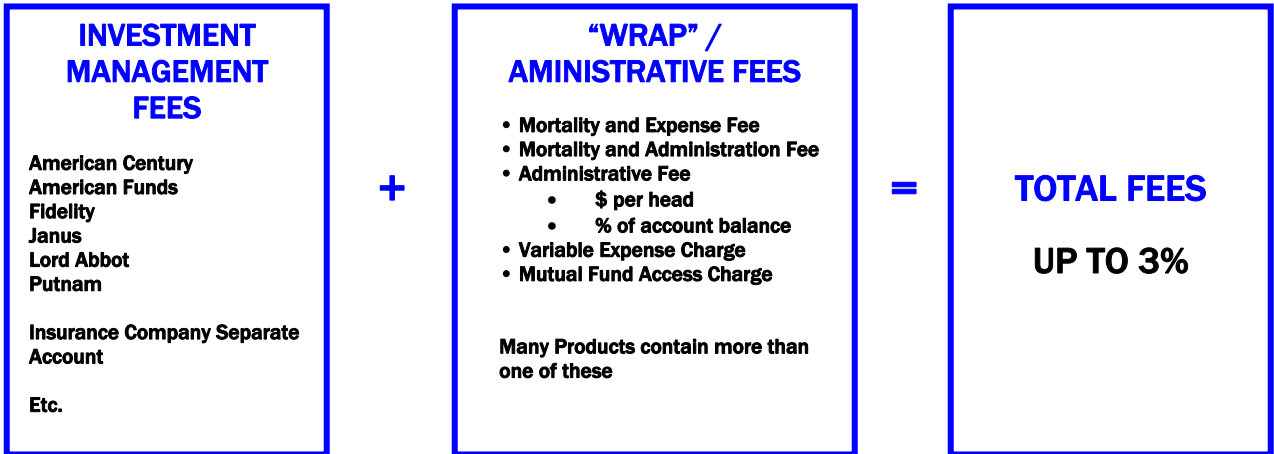 INVESTMENT
MANAGEMENT
FEES
American Century
American Funds
Fidelity
Janus
Lord Abbot
Putnam
Insurance Company Separate
Account
Etc.
+
“WRAP” /
AMINISTRATIVE FEES
• Mortality and Expense Fee
• Mortality and Administration Fee
• Administrative Fee
• $ per head
• % of account balance
• Variable Expense Charge
• Mutual Fund Access Charge
Many Products contain more than
one of these
=
TOTAL FEES
UP TO 3%